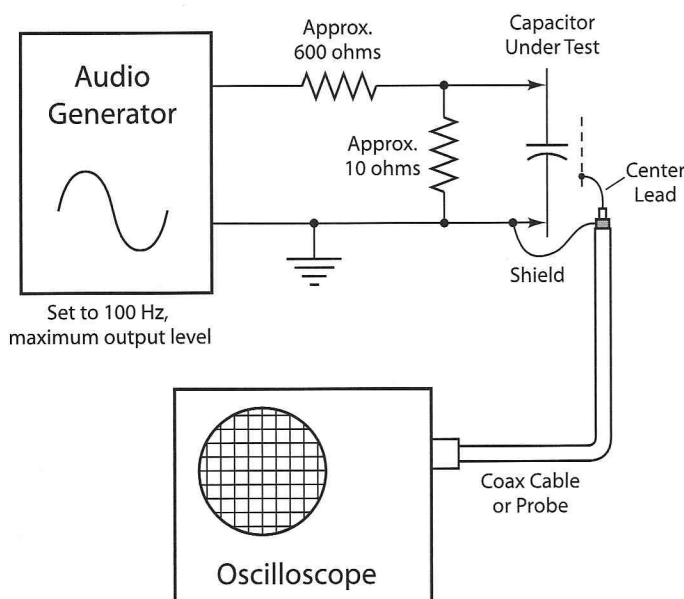 Approx.
600 ohms
Capacitor
Under Test
Audio
Generator
Approx.
10 ohms
Center
Lead
Shield
Set to 100 Hz,
maximum output level
Coax Cable
or Probe
Oscilloscope